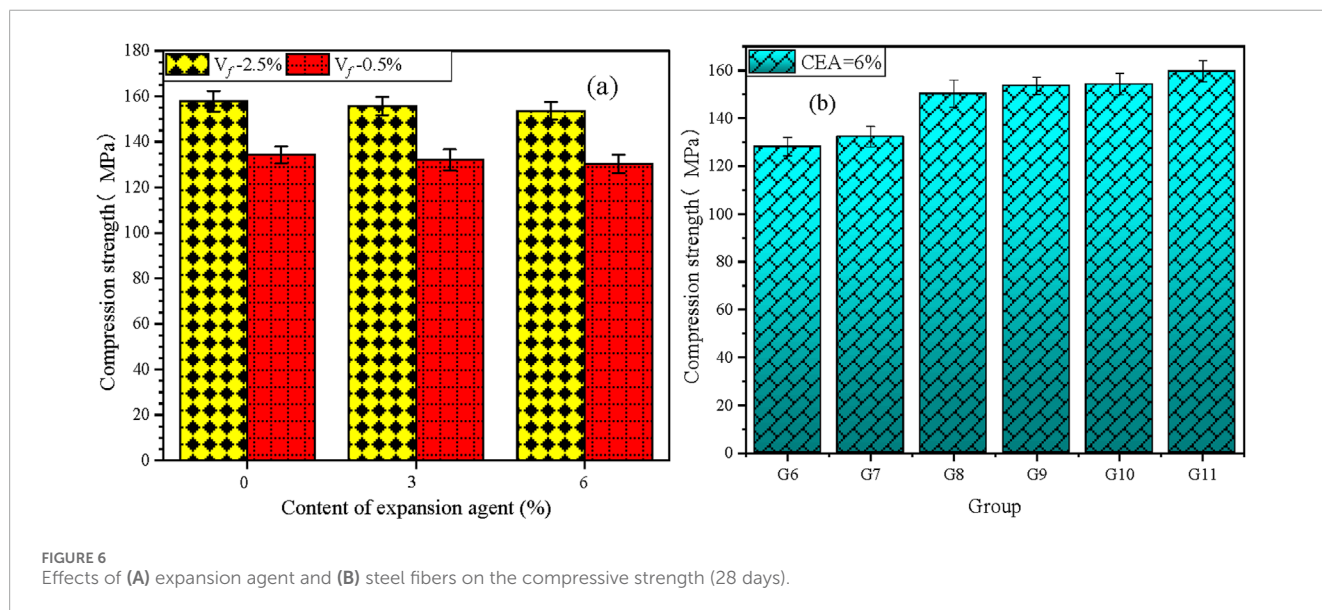 180
160
140
120
100
80
60
40
20
0
Compression strength( MPa)
V𝑓-2.5% V𝑓-0.5%
(a)
0 3 6
Content of expansion agent (%)
160
140
120
100
80
60
40
20
0
Compression strength( MPa)
CEA=6%
(b)
G6 G7 G8 G9 G10 G11
Group
FIGURE 6
Effects of (A) expansion agent and (B) steel fibers on the compressive strength (28 days).